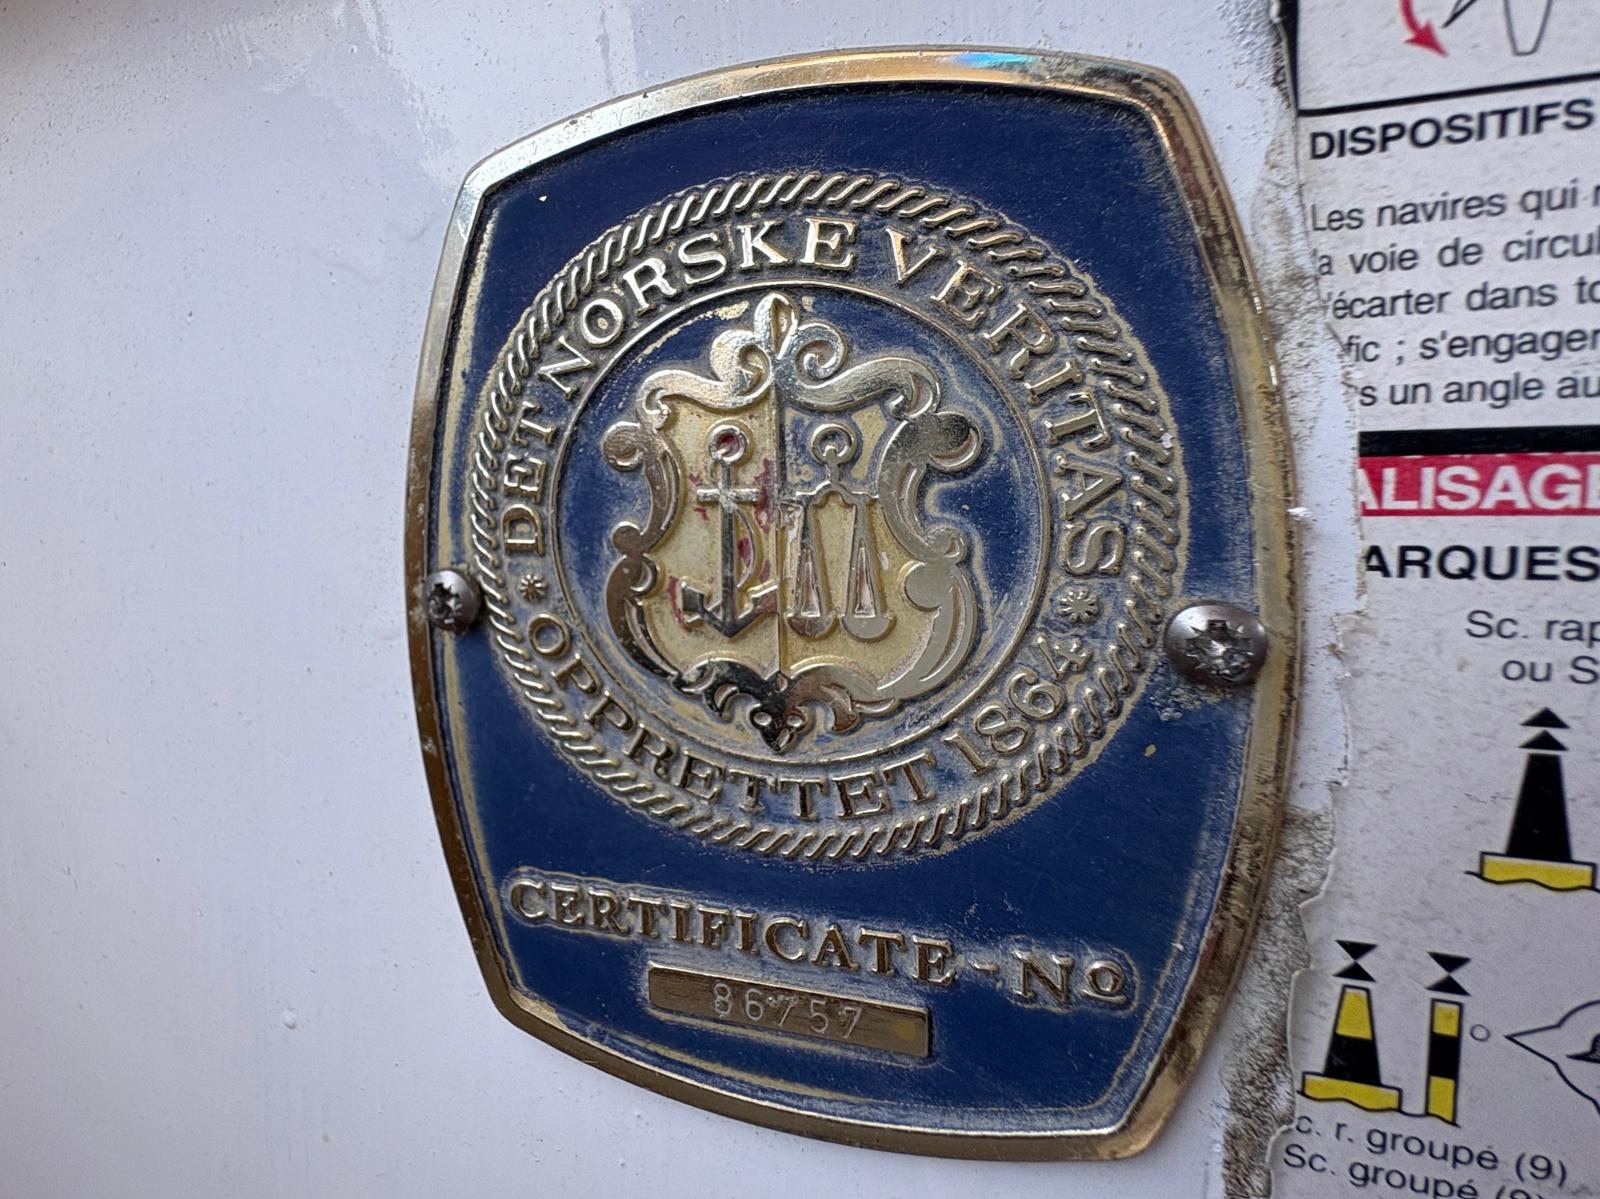 DET NORSKE VERITAS
* OPPRETTET 1864 *
CERTIFICATE-No
86757
DISPOSITIFS
Les navires qui
la voie de circul
'écarter dans to
fic ; s'engager
s un angle au
ALISAGE
ARQUES
Sc. rap
ou S
c. r. groupé (9)
Sc. groupé (